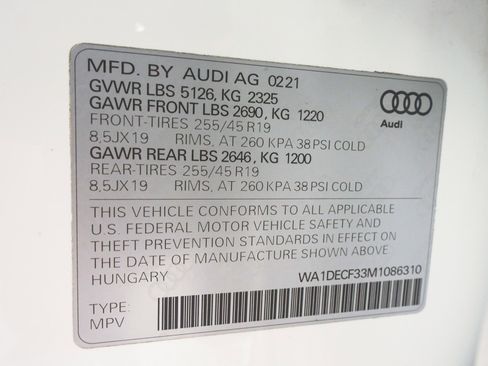 MFD. BY AUDI AG 02 21
GVWR LBS 5126, KG 2325
GAWR FRONT LBS 2690, KG 1220
FRONT-TIRES 255/45 R19
8,5JX19 RIMS, AT 260 KPA 38 PSI COLD
GAWR REAR LBS 2646, KG 1200
REAR-TIRES 255/45 R19
8,5JX19 RIMS, AT 260 KPA 38 PSI COLD
Audi
THIS VEHICLE CONFORMS TO ALL APPLICABLE
U.S. FEDERAL MOTOR VEHICLE SAFETY AND
THEFT PREVENTION STANDARDS IN EFFECT ON
THE DATE OF MANUFACTURE SHOWN ABOVE
HUNGARY
WA1DECF33M1086310
TYPE:
MPV